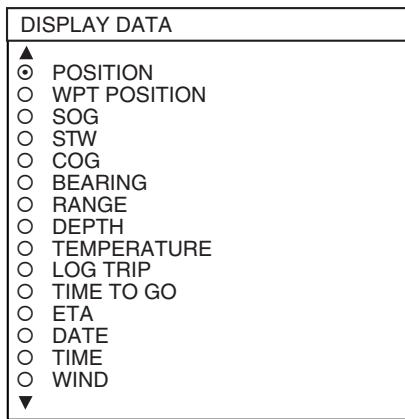 DISPLAY DATA
▲
POSITION
WPT POSITION
SOG
STW
COG
BEARING
RANGE
DEPTH
TEMPERATURE
LOG TRIP
TIME TO GO
ETA
DATE
TIME
WIND
▼